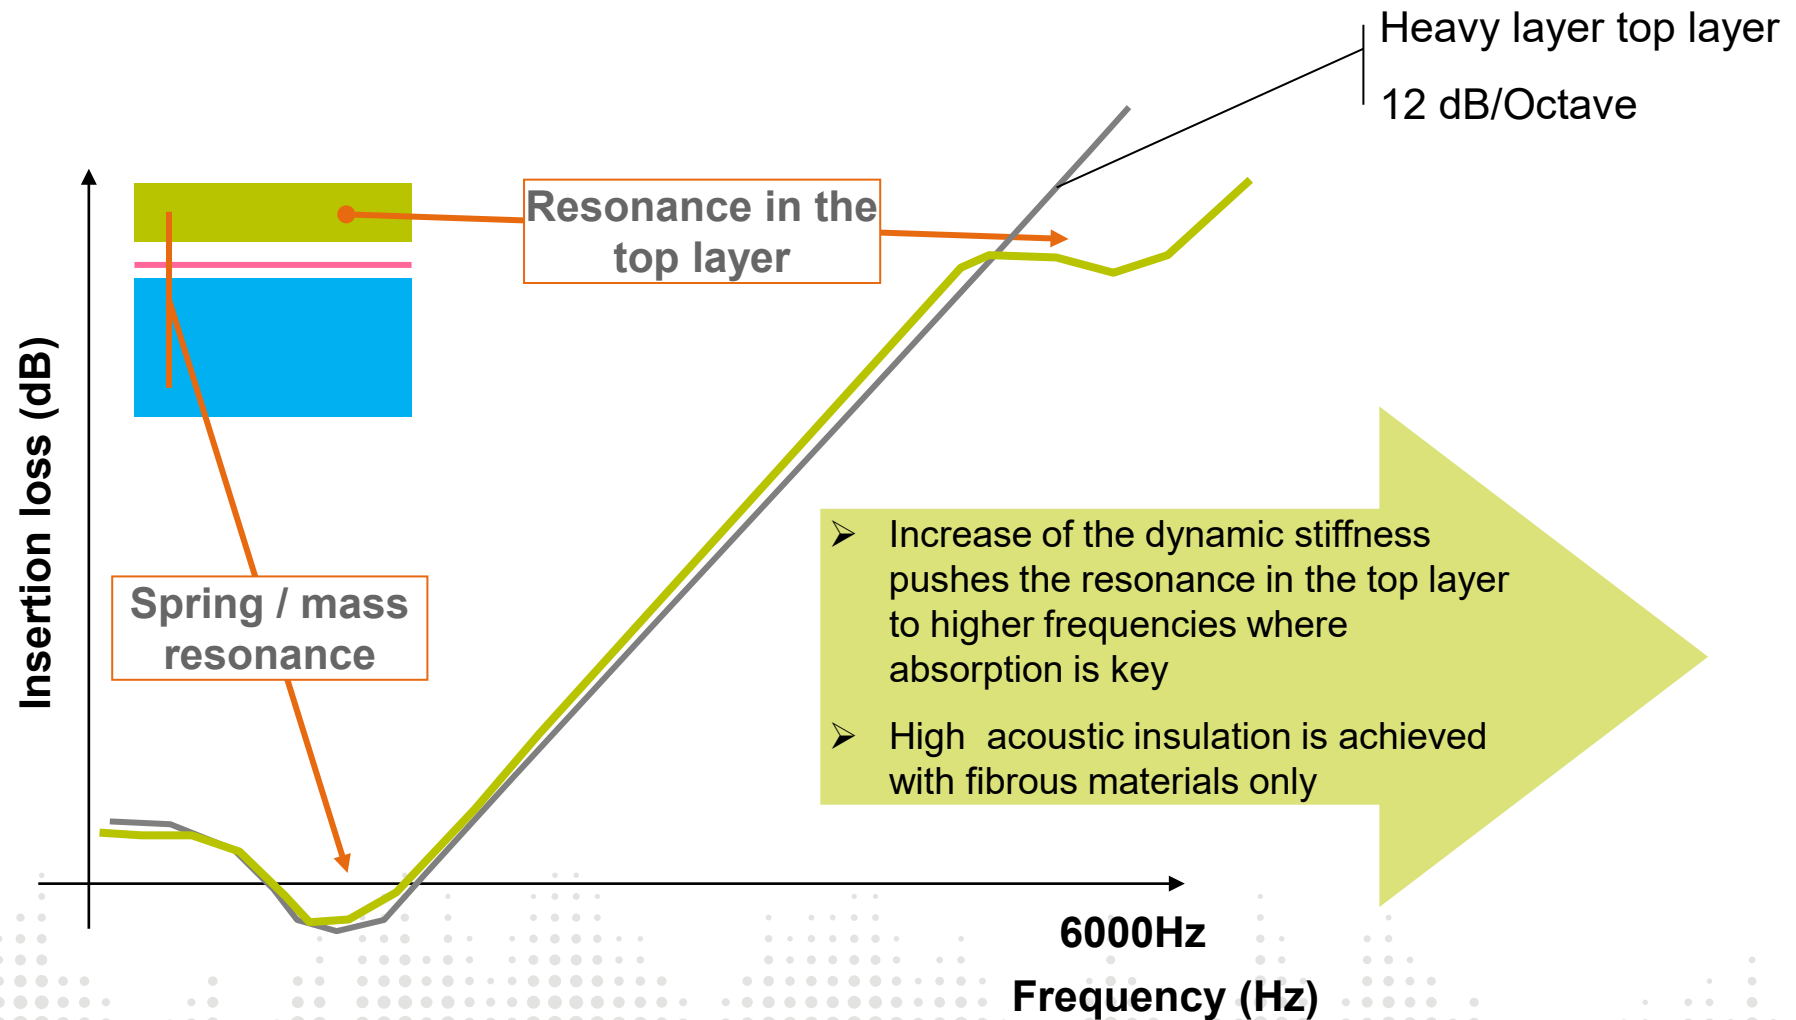 Heavy layer top layer
12 dB/Octave
Resonance in the
top layer
Insertion loss (dB)
Spring / mass
resonance
➢ Increase of the dynamic stiffness
pushes the resonance in the top layer
to higher frequencies where
absorption is key
➢ High  acoustic insulation is achieved
with fibrous materials only
6000Hz
Frequency (Hz)